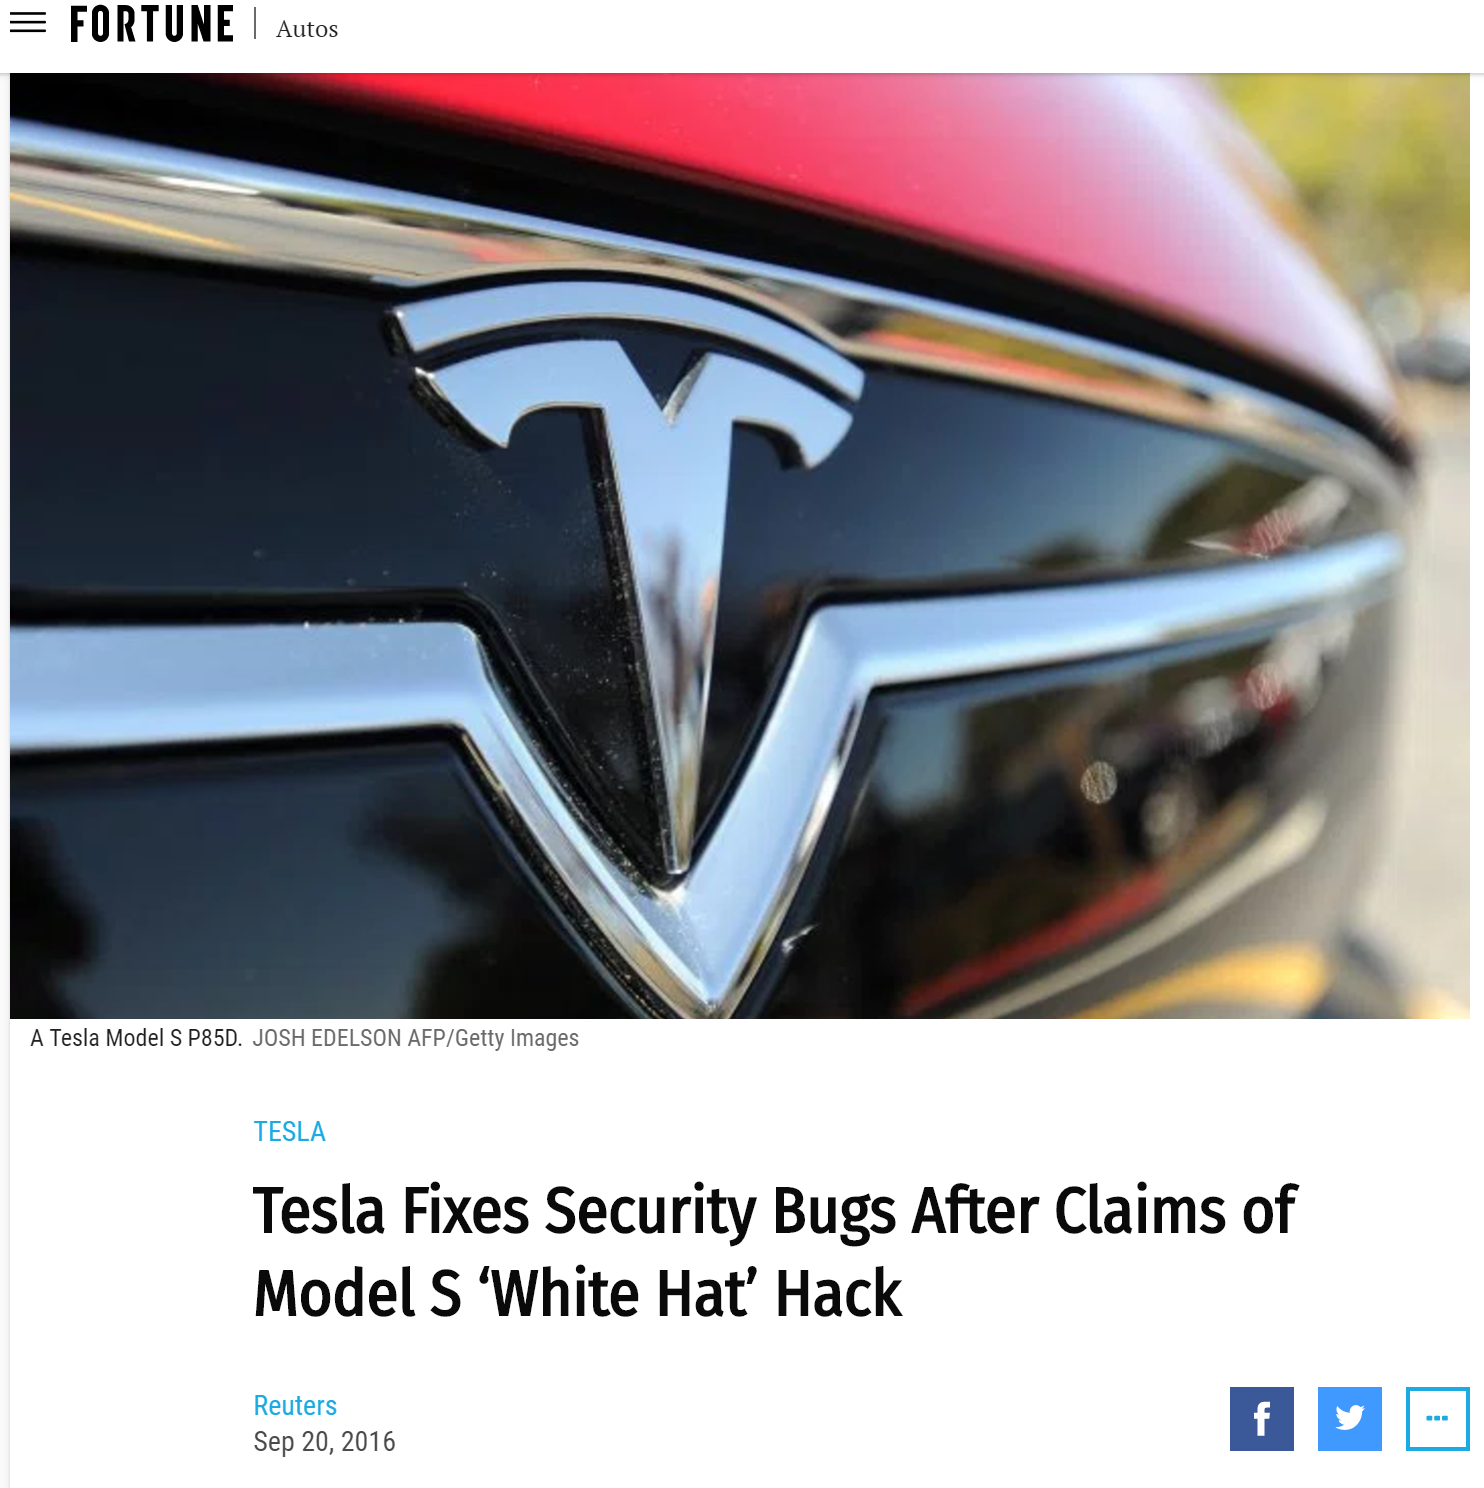 FORTUNE | Autos
A Tesla Model S P85D. JOSH EDELSON AFP/Getty Images
TESLA
Tesla Fixes Security Bugs After Claims of
Model S ‘White Hat’ Hack
Reuters
Sep 20, 2016